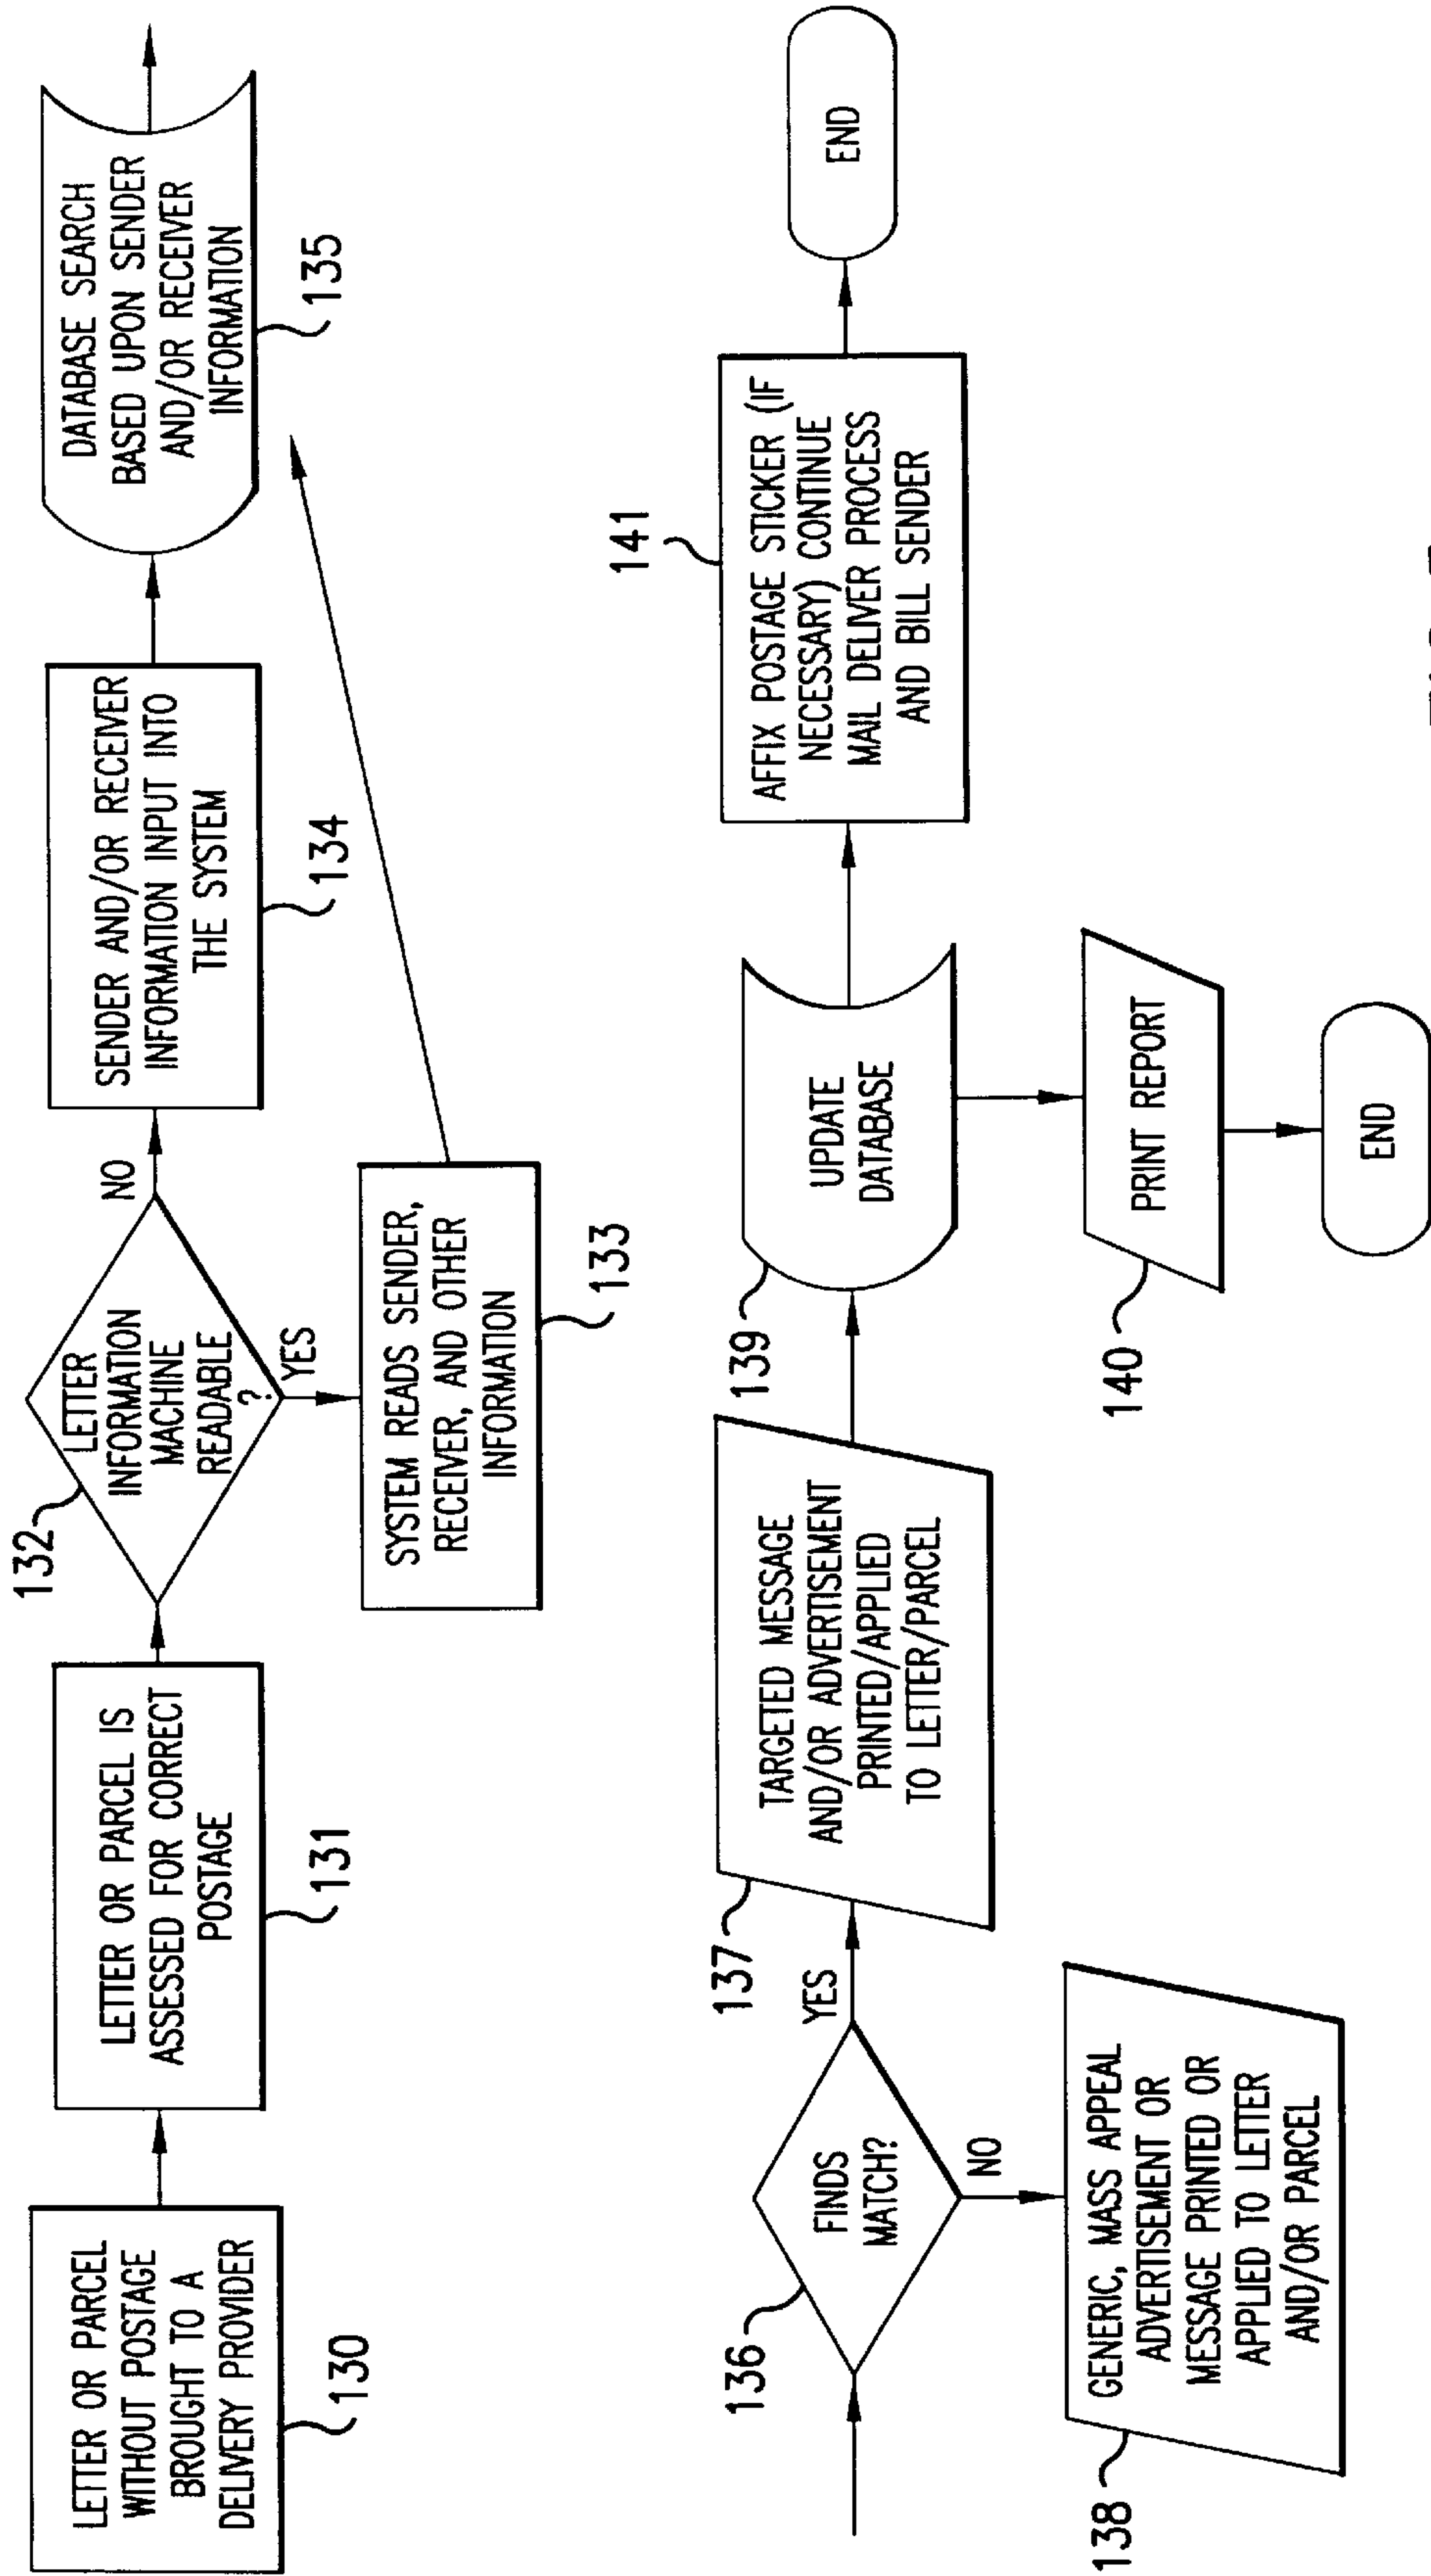 LETTER OR PARCEL
WITHOUT POSTAGE
BROUGHT TO A
DELIVERY PROVIDER
130
LETTER OR PARCEL IS
ASSESSED FOR CORRECT
POSTAGE
131
132
LETTER
INFORMATION
MACHINE
READABLE
?
NO
YES
SYSTEM READS SENDER,
RECEIVER, AND OTHER
INFORMATION
133
SENDER AND/OR RECEIVER
INFORMATION INPUT INTO
THE SYSTEM
134
DATABASE SEARCH
BASED UPON SENDER
AND/OR RECEIVER
INFORMATION
135
136
FINDS
MATCH?
YES
NO
137
TARGETED MESSAGE
AND/OR ADVERTISEMENT
PRINTED/APPLIED
TO LETTER/PARCEL
138
GENERIC, MASS APPEAL
ADVERTISEMENT OR
MESSAGE PRINTED OR
APPLIED TO LETTER
AND/OR PARCEL
139
UPDATE
DATABASE
140
PRINT REPORT
END
141
AFFIX POSTAGE STICKER (IF
NECESSARY) CONTINUE
MAIL DELIVER PROCESS
AND BILL SENDER
END